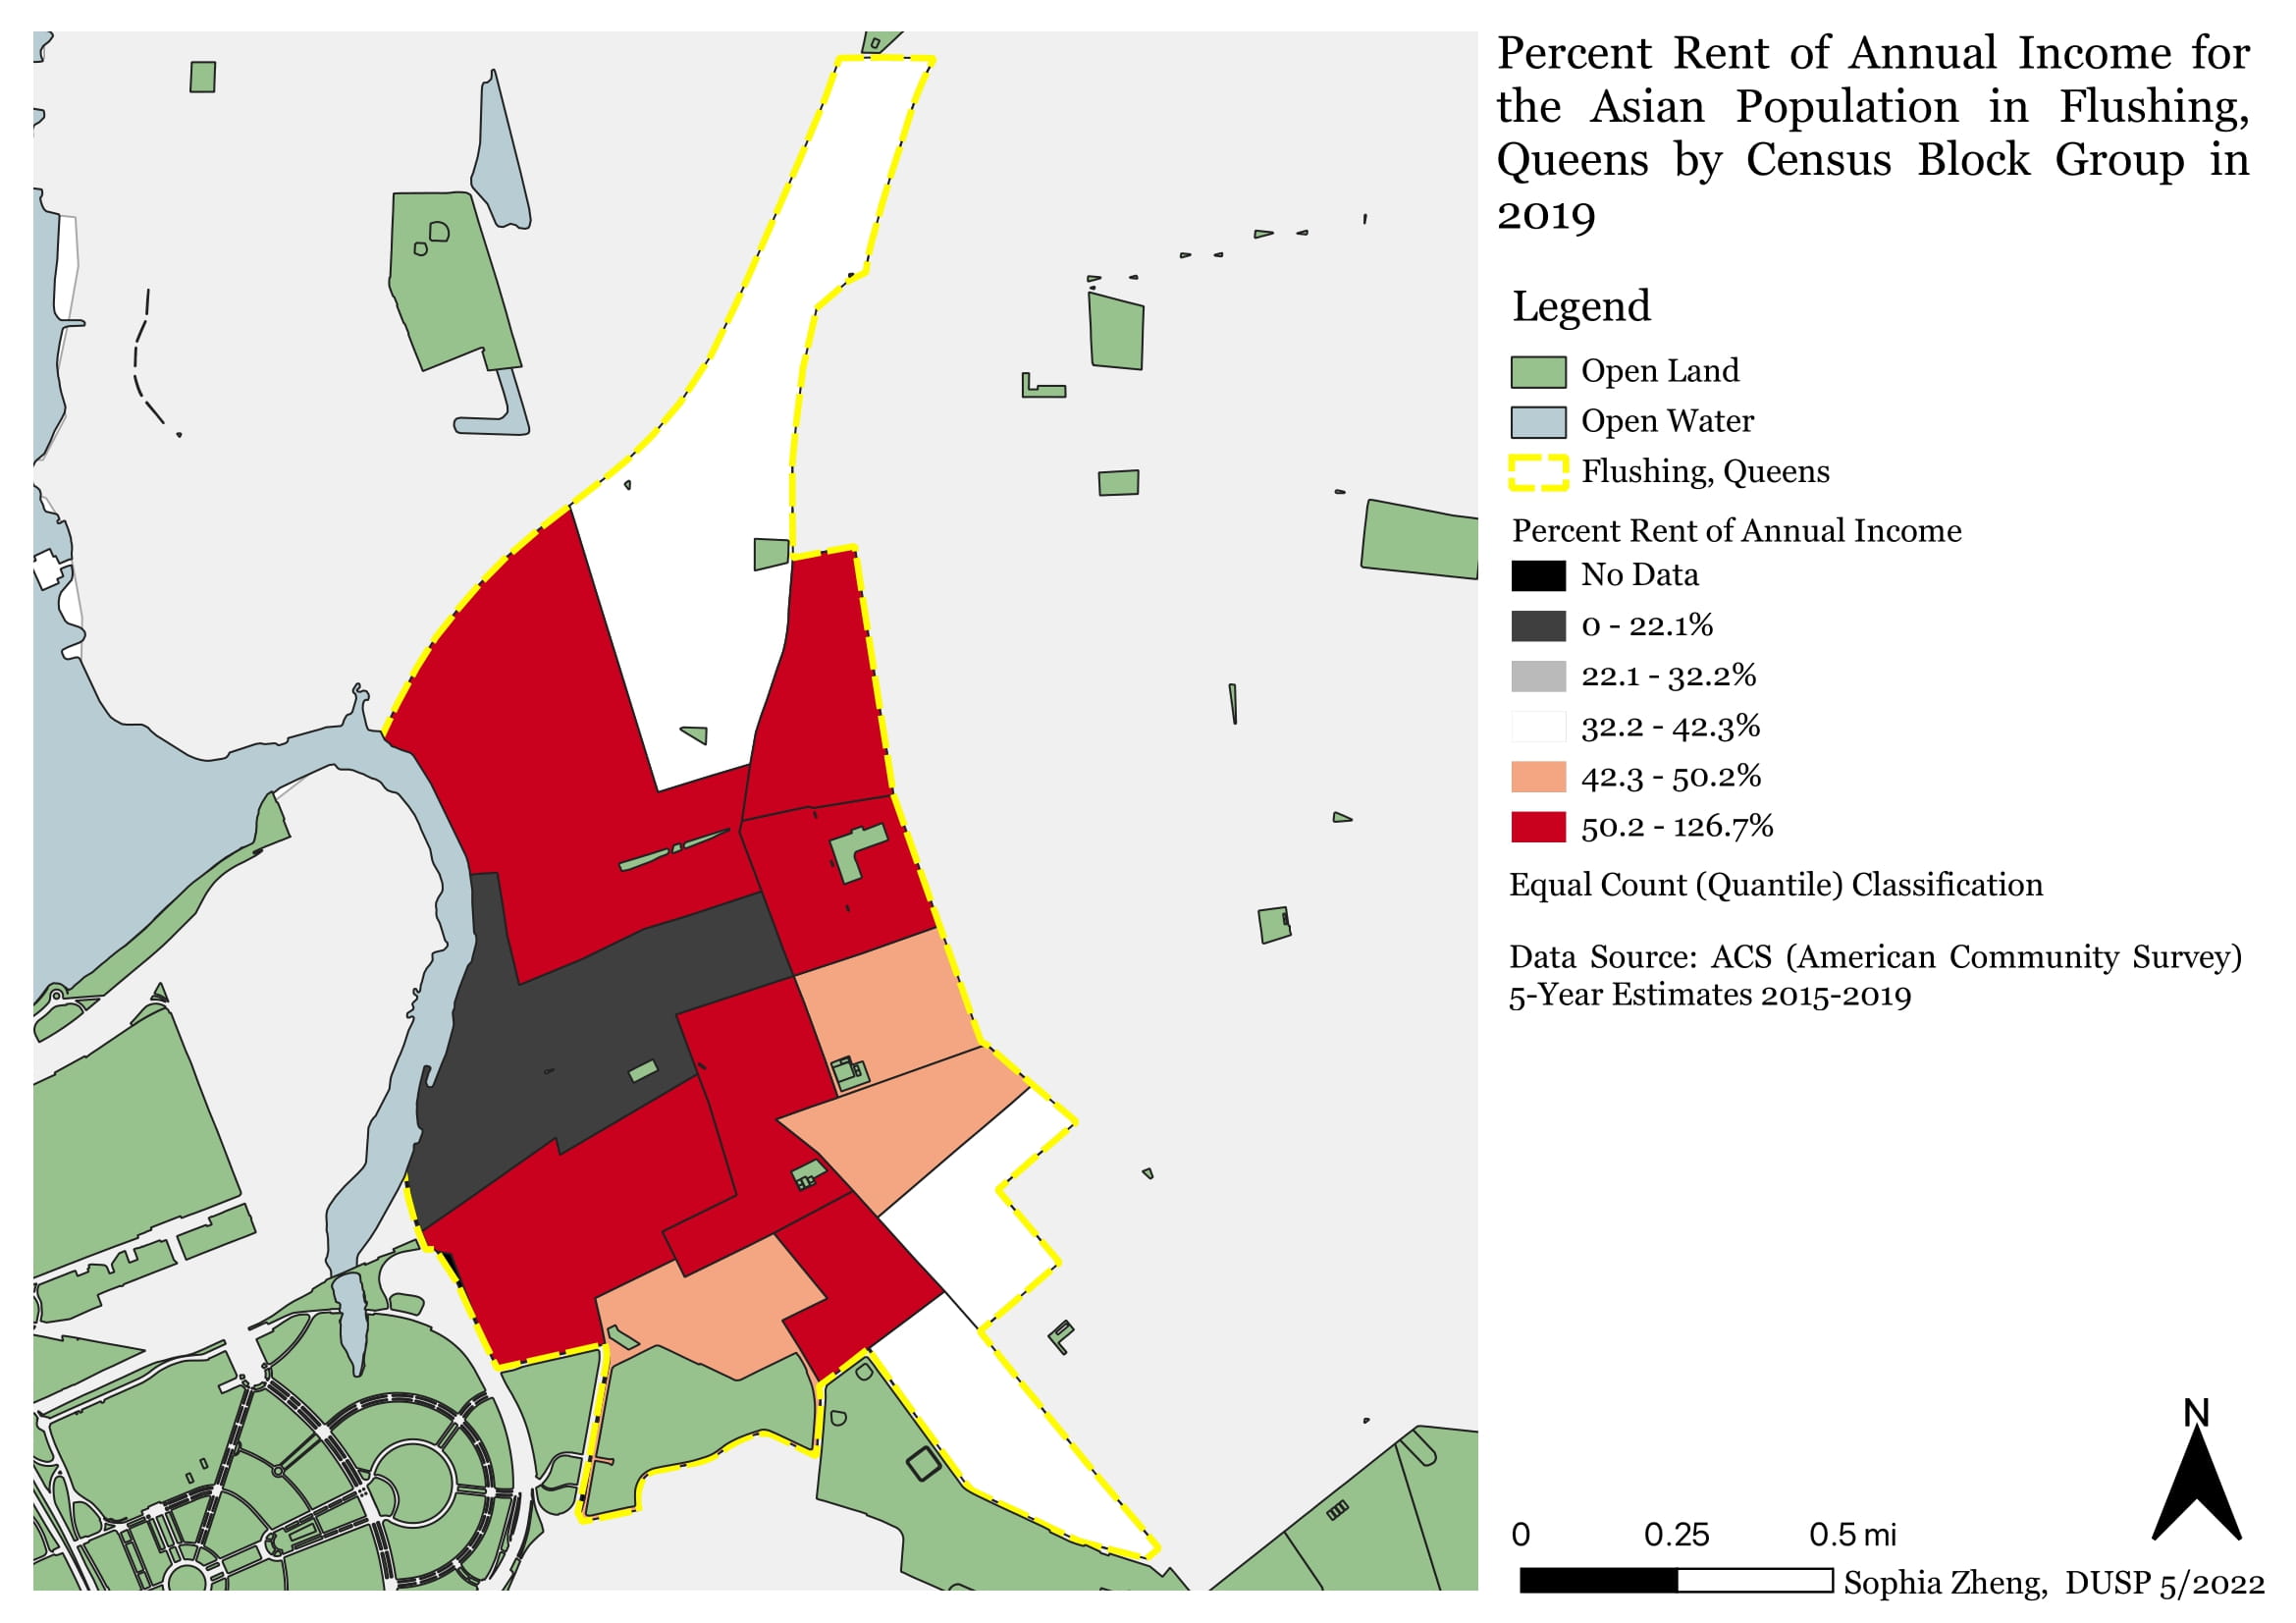 Percent Rent of Annual Income for
the Asian Population in Flushing,
Queens by Census Block Group in
2019
Legend
Open Land
Open Water
Flushing, Queens
Percent Rent of Annual Income
No Data
0 - 22.1%
22.1 - 32.2%
32.2 - 42.3%
42.3 - 50.2%
50.2 - 126.7%
Equal Count (Quantile) Classification
Data Source: ACS (American Community Survey)
5-Year Estimates 2015-2019
N
0 0.25 0.5 mi
Sophia Zheng, DUSP 5/2022